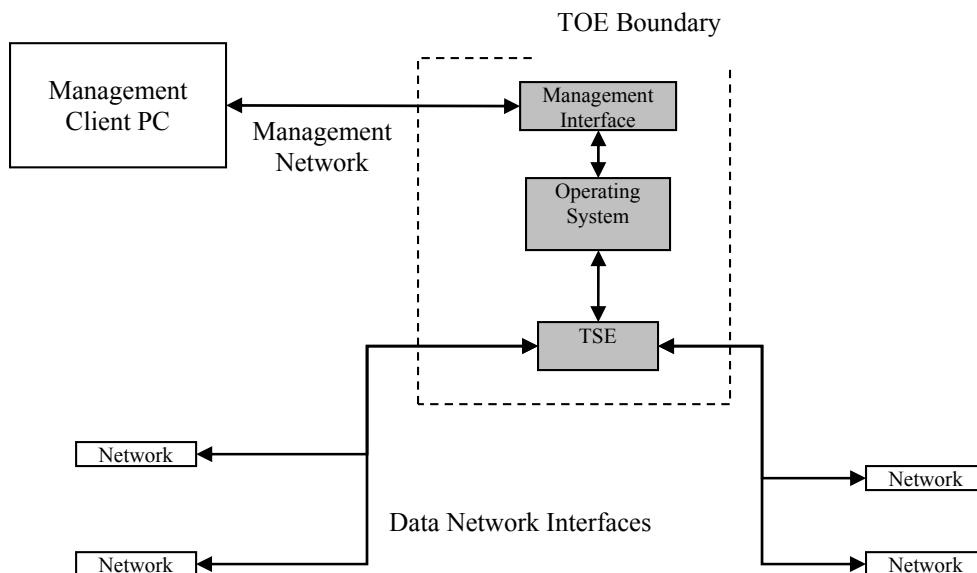 TOE Boundary
Management
Client PC
Management
Interface
Management
Network
Operating
System
TSE
Network
Network
Data Network Interfaces
Network
Network